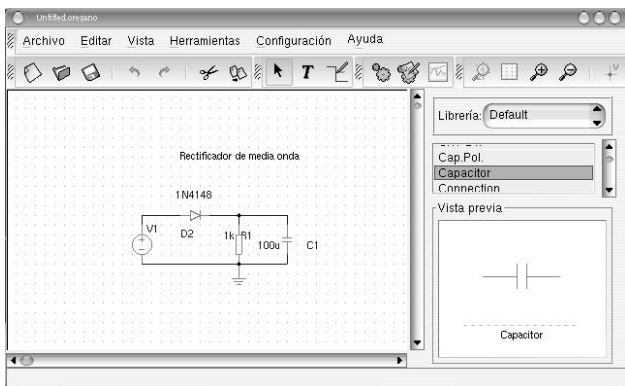 Untitled.oregano
Archivo Editar Vista Herramientas Configuración Ayuda
T
V
Librería: Default
Cap.Pol.
Capacitor
Connection
Vista previa
Capacitor
Rectificador de media onda
1N4148
V1
D2
1k R1
100u
C1